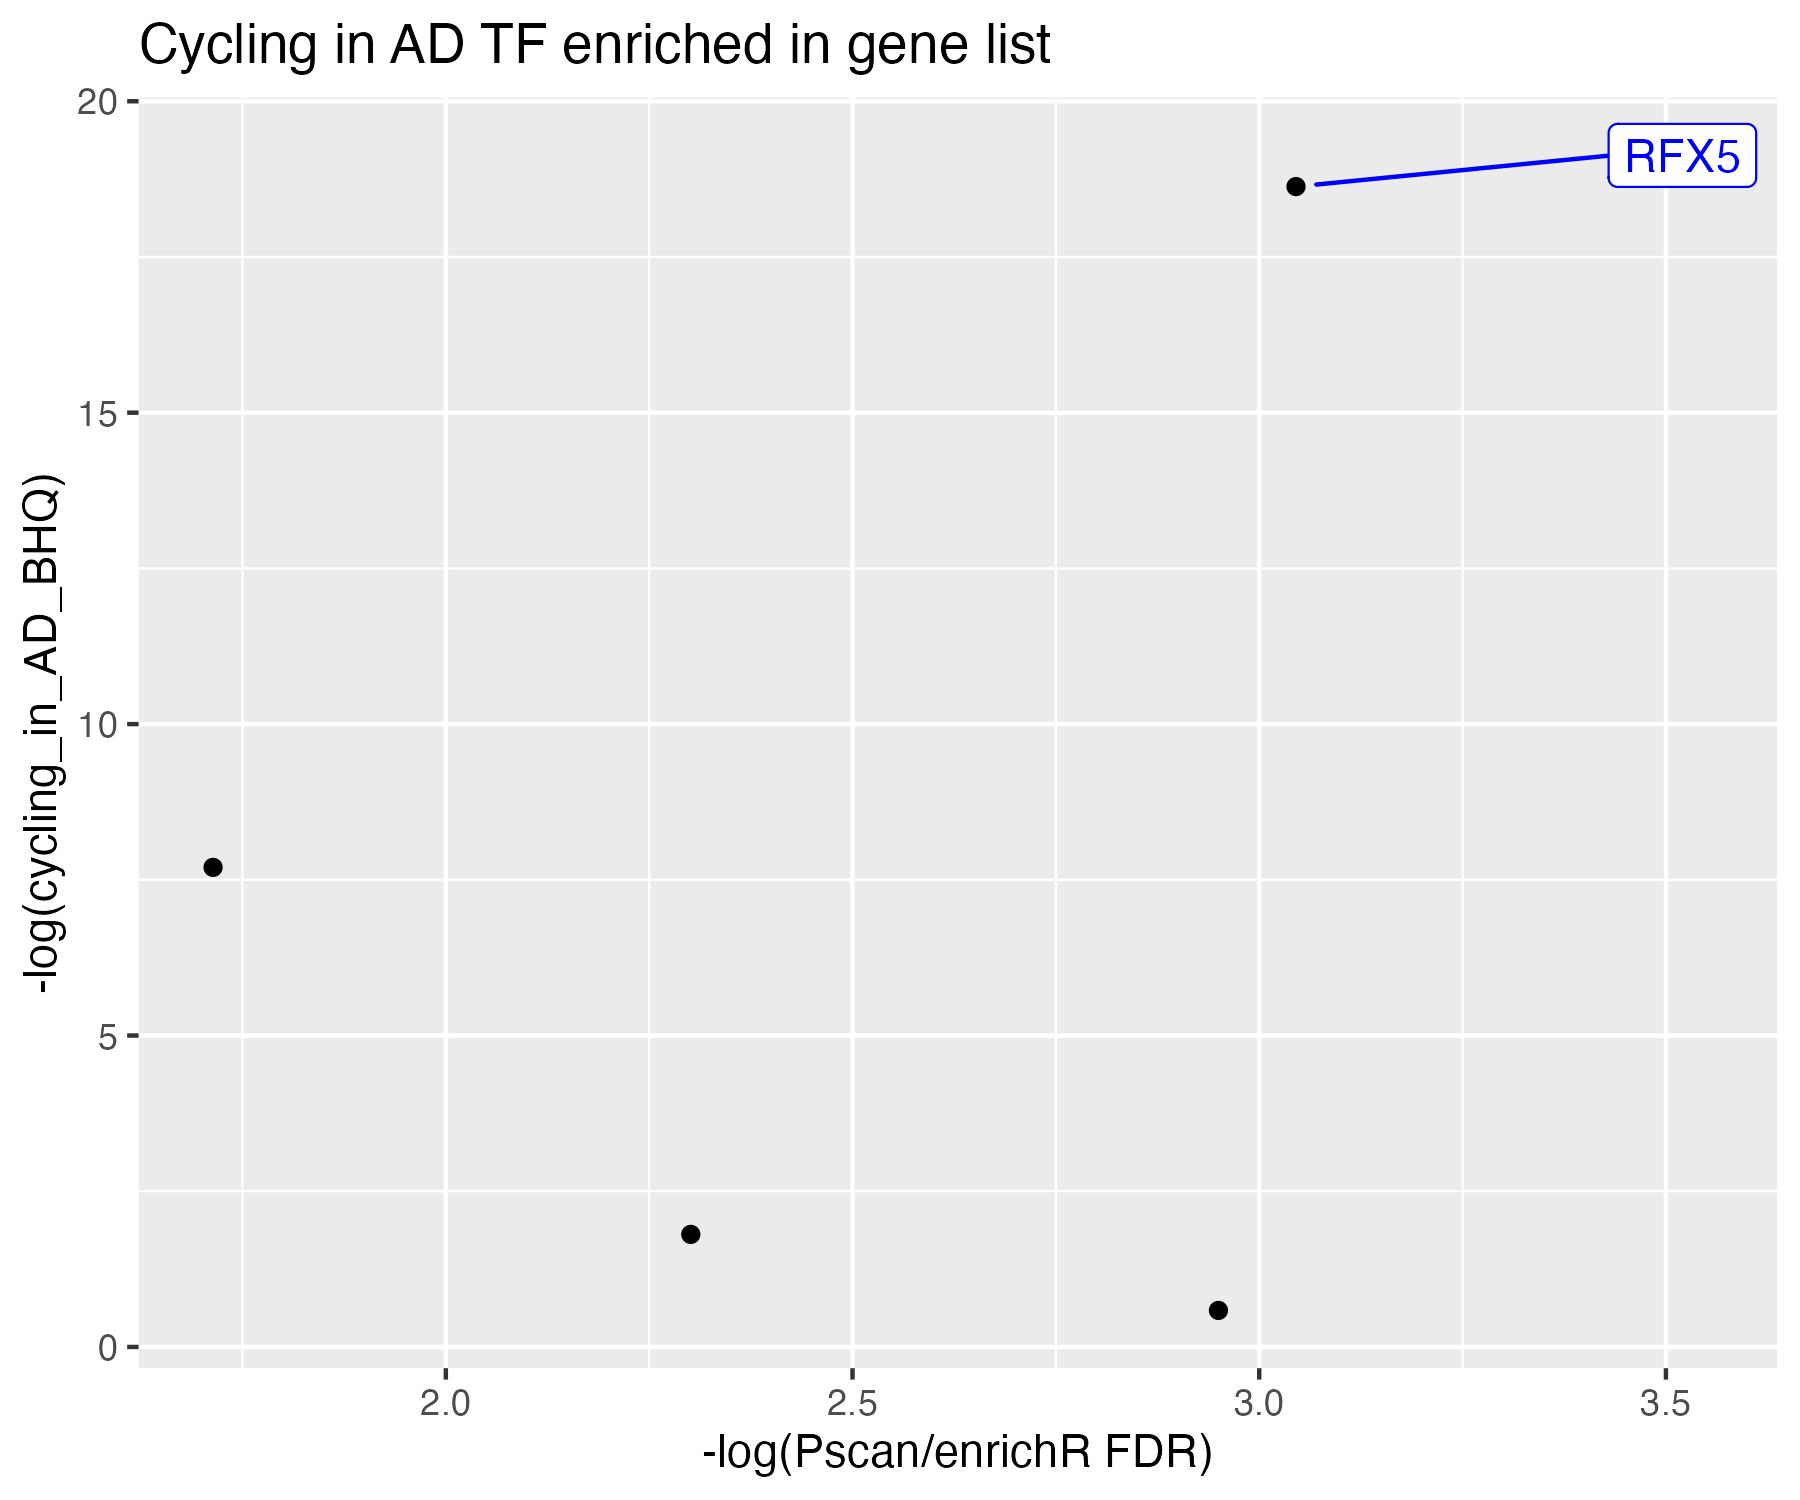 Cycling in AD TF enriched in gene list
20
15
10
5
0
-log(cycling_in_AD_BHQ)
RFX5
2.0 2.5 3.0 3.5
-log(Pscan/enrichR FDR)